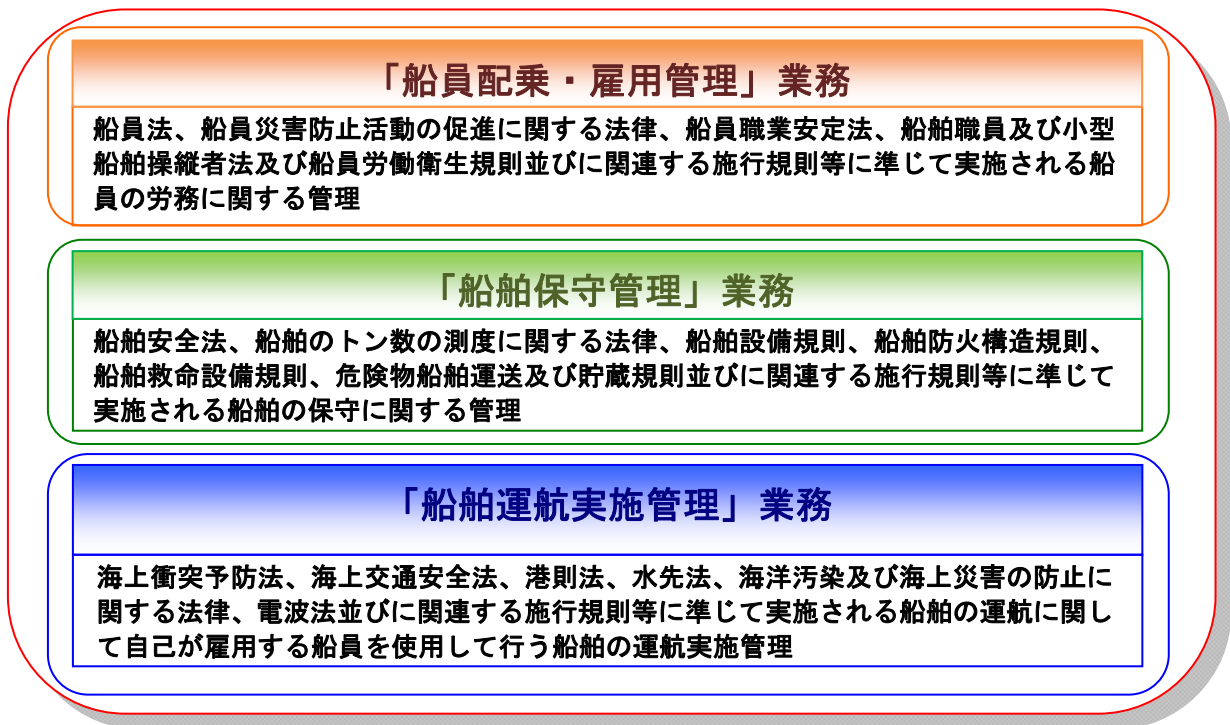 「船員配乗・雇用管理」業務
船員法、船員災害防止活動の促進に関する法律、船員職業安定法、船舶職員及び小型
船舶操縦者法及び船員労働衛生規則並びに関連する施行規則等に準じて実施される船
員の労務に関する管理
「船舶保守管理」業務
船舶安全法、船舶のトン数の測度に関する法律、船舶設備規則、船舶防火構造規則、
船舶救命設備規則、危険物船舶運送及び貯蔵規則並びに関連する施行規則等に準じて
実施される船舶の保守に関する管理
「船舶運航実施管理」業務
海上衝突予防法、海上交通安全法、港則法、水先法、海洋汚染及び海上災害の防止に
関する法律、電波法並びに関連する施行規則等に準じて実施される船舶の運航に関し
て自己が雇用する船員を使用して行う船舶の運航実施管理